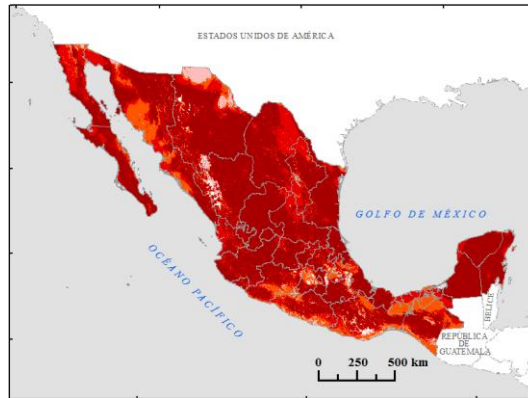 ESTADOS UNIDOS DE AMÉRICA
GOLFO DE MÉXICO
OCÉANO PACÍFICO
BELICE
REPÚBLICA
DE
GUATEMALA
0 250 500 km